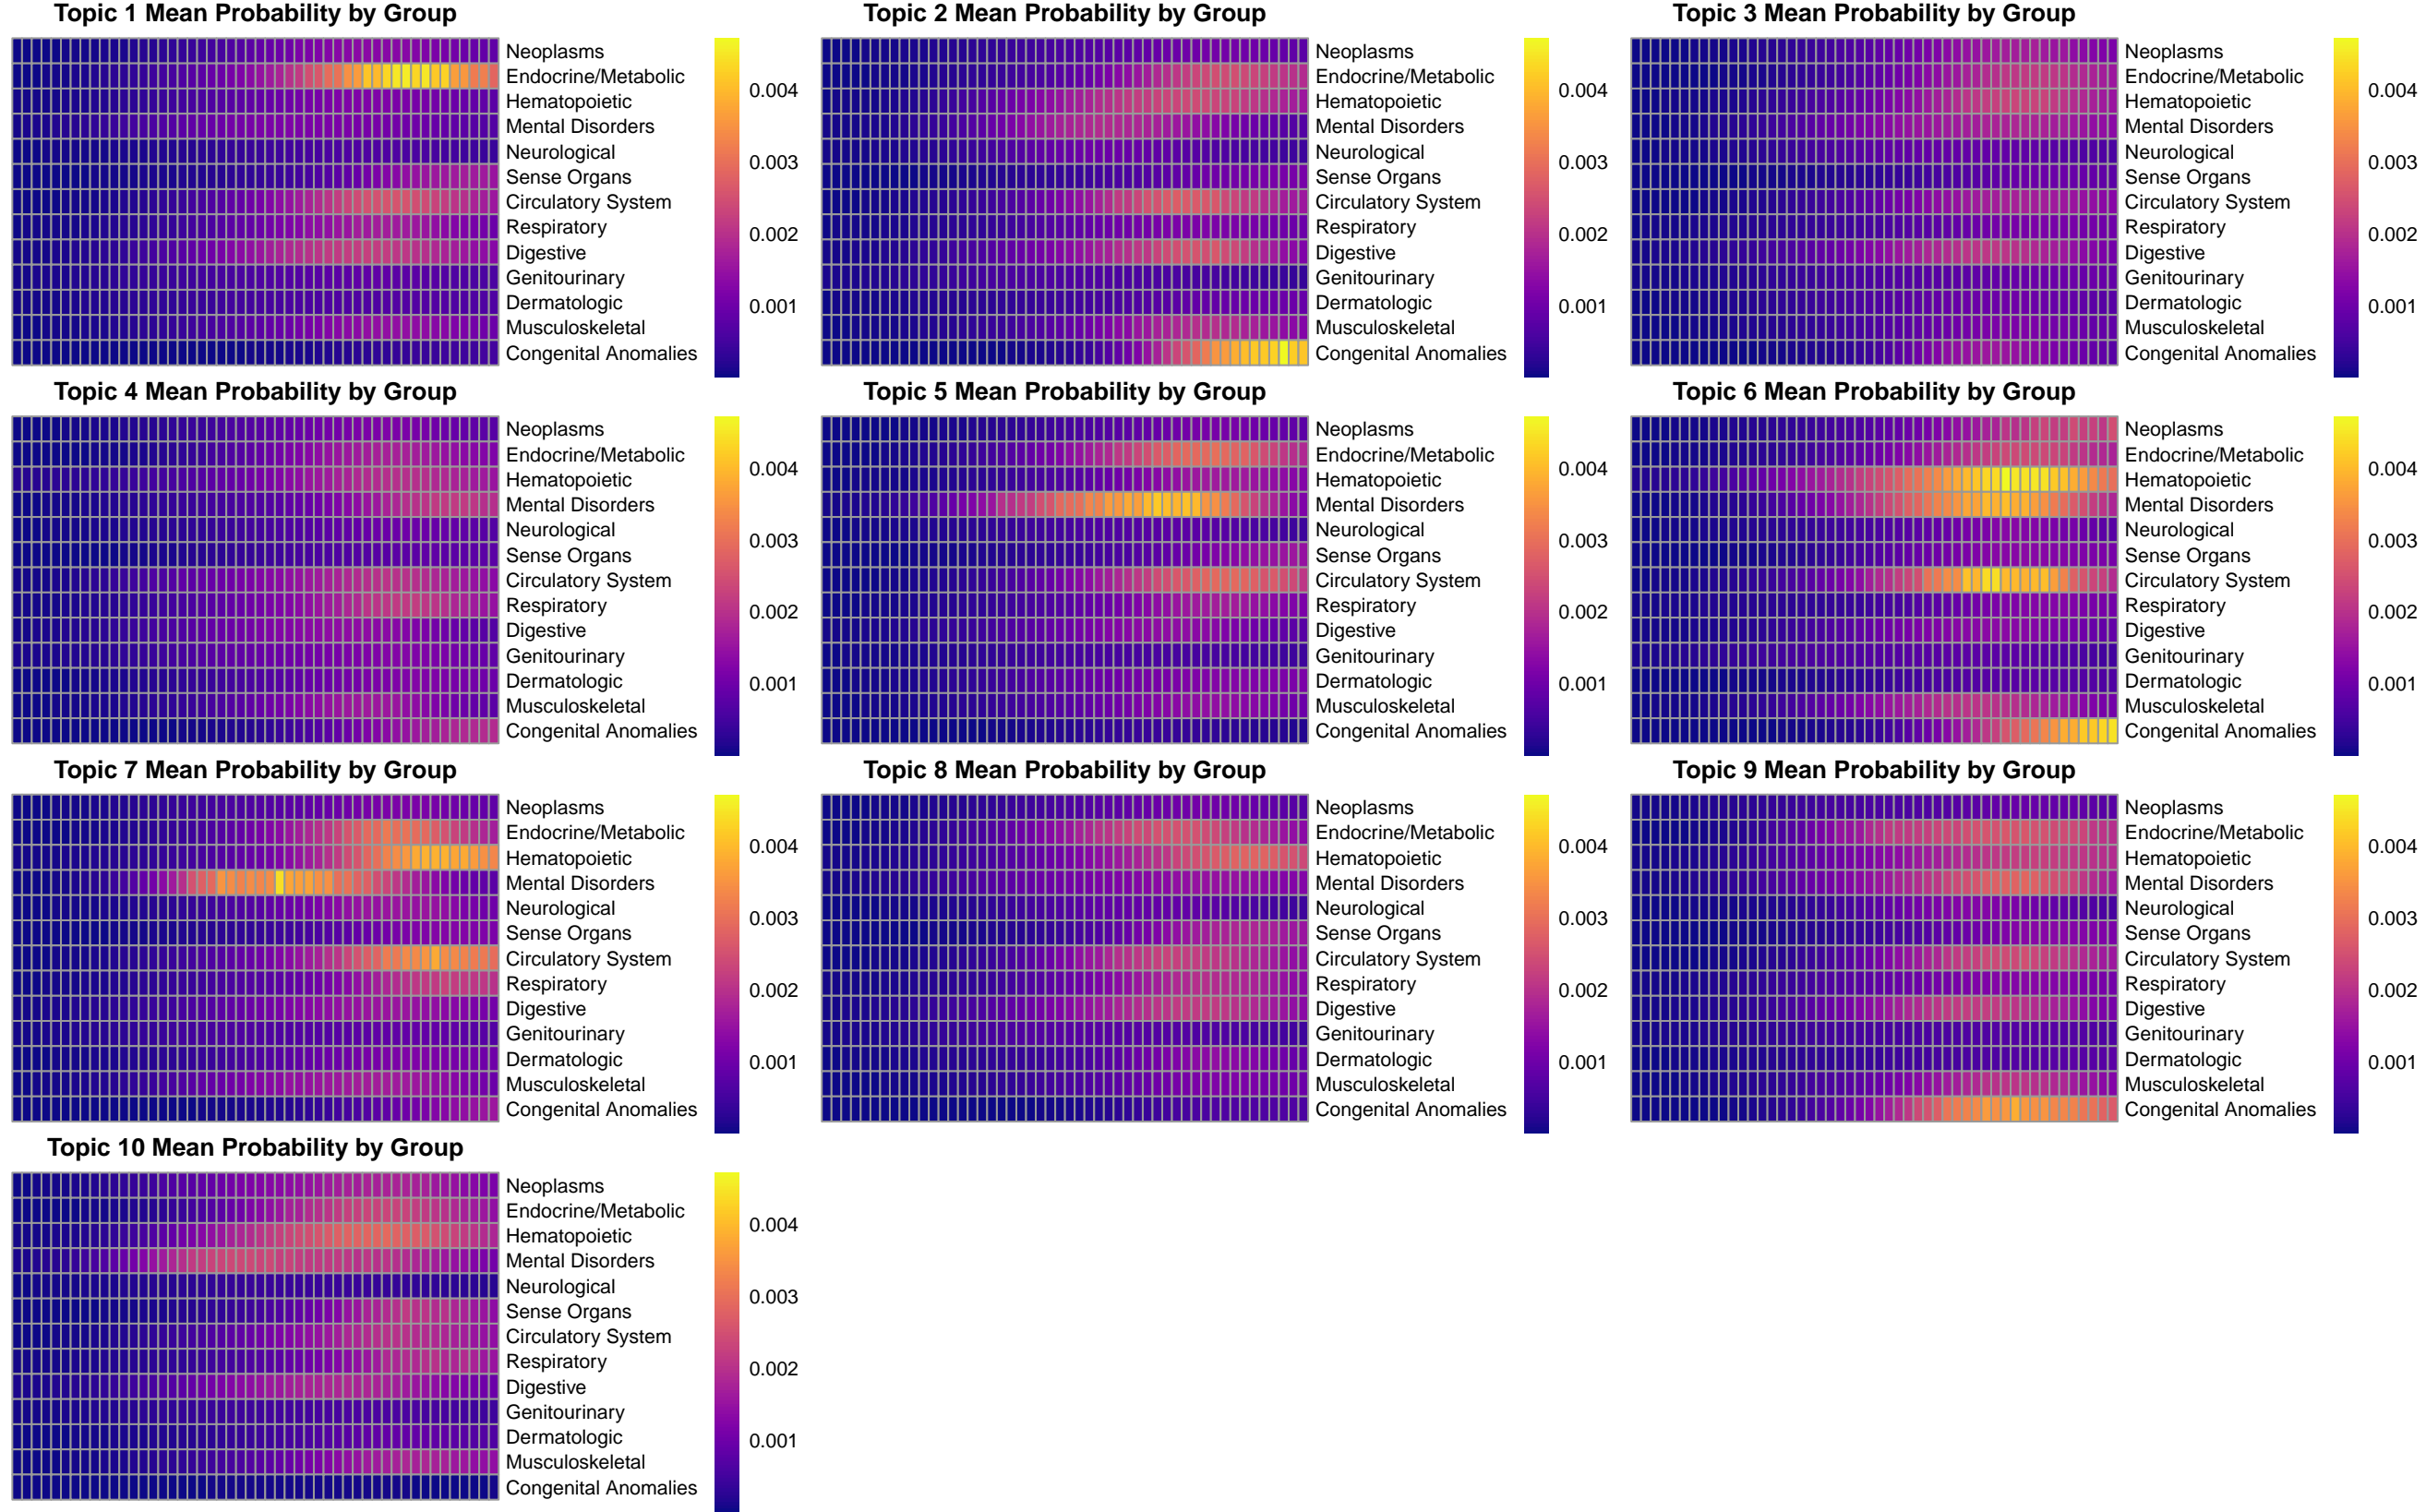 Topic 1 Mean Probability by Group
Neoplasms
Endocrine/Metabolic
Hematopoietic
Mental Disorders
Neurological
Sense Organs
Circulatory System
Respiratory
Digestive
Genitourinary
Dermatologic
Musculoskeletal
Congenital Anomalies
0.004
0.003
0.002
0.001
Topic 2 Mean Probability by Group
Neoplasms
Endocrine/Metabolic
Hematopoietic
Mental Disorders
Neurological
Sense Organs
Circulatory System
Respiratory
Digestive
Genitourinary
Dermatologic
Musculoskeletal
Congenital Anomalies
0.004
0.003
0.002
0.001
Topic 3 Mean Probability by Group
Neoplasms
Endocrine/Metabolic
Hematopoietic
Mental Disorders
Neurological
Sense Organs
Circulatory System
Respiratory
Digestive
Genitourinary
Dermatologic
Musculoskeletal
Congenital Anomalies
0.004
0.003
0.002
0.001
Topic 4 Mean Probability by Group
Neoplasms
Endocrine/Metabolic
Hematopoietic
Mental Disorders
Neurological
Sense Organs
Circulatory System
Respiratory
Digestive
Genitourinary
Dermatologic
Musculoskeletal
Congenital Anomalies
0.004
0.003
0.002
0.001
Topic 5 Mean Probability by Group
Neoplasms
Endocrine/Metabolic
Hematopoietic
Mental Disorders
Neurological
Sense Organs
Circulatory System
Respiratory
Digestive
Genitourinary
Dermatologic
Musculoskeletal
Congenital Anomalies
0.004
0.003
0.002
0.001
Topic 6 Mean Probability by Group
Neoplasms
Endocrine/Metabolic
Hematopoietic
Mental Disorders
Neurological
Sense Organs
Circulatory System
Respiratory
Digestive
Genitourinary
Dermatologic
Musculoskeletal
Congenital Anomalies
0.004
0.003
0.002
0.001
Topic 7 Mean Probability by Group
Neoplasms
Endocrine/Metabolic
Hematopoietic
Mental Disorders
Neurological
Sense Organs
Circulatory System
Respiratory
Digestive
Genitourinary
Dermatologic
Musculoskeletal
Congenital Anomalies
0.004
0.003
0.002
0.001
Topic 8 Mean Probability by Group
Neoplasms
Endocrine/Metabolic
Hematopoietic
Mental Disorders
Neurological
Sense Organs
Circulatory System
Respiratory
Digestive
Genitourinary
Dermatologic
Musculoskeletal
Congenital Anomalies
0.004
0.003
0.002
0.001
Topic 9 Mean Probability by Group
Neoplasms
Endocrine/Metabolic
Hematopoietic
Mental Disorders
Neurological
Sense Organs
Circulatory System
Respiratory
Digestive
Genitourinary
Dermatologic
Musculoskeletal
Congenital Anomalies
0.004
0.003
0.002
0.001
Topic 10 Mean Probability by Group
Neoplasms
Endocrine/Metabolic
Hematopoietic
Mental Disorders
Neurological
Sense Organs
Circulatory System
Respiratory
Digestive
Genitourinary
Dermatologic
Musculoskeletal
Congenital Anomalies
0.004
0.003
0.002
0.001